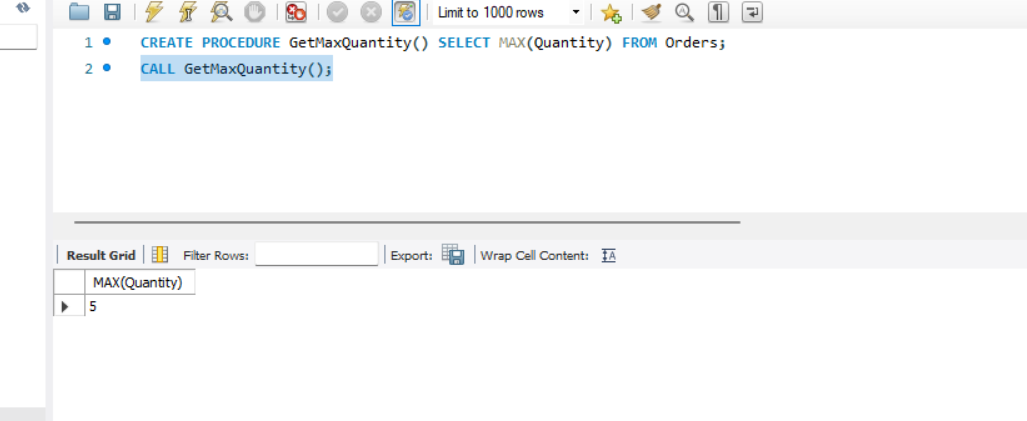 Limit to 1000 rows
1 CREATE PROCEDURE GetMaxQuantity() SELECT MAX(Quantity) FROM Orders;
2 CALL GetMaxQuantity();
Result Grid Filter Rows: Export: Wrap Cell Content: IA
MAX(Quantity)
5